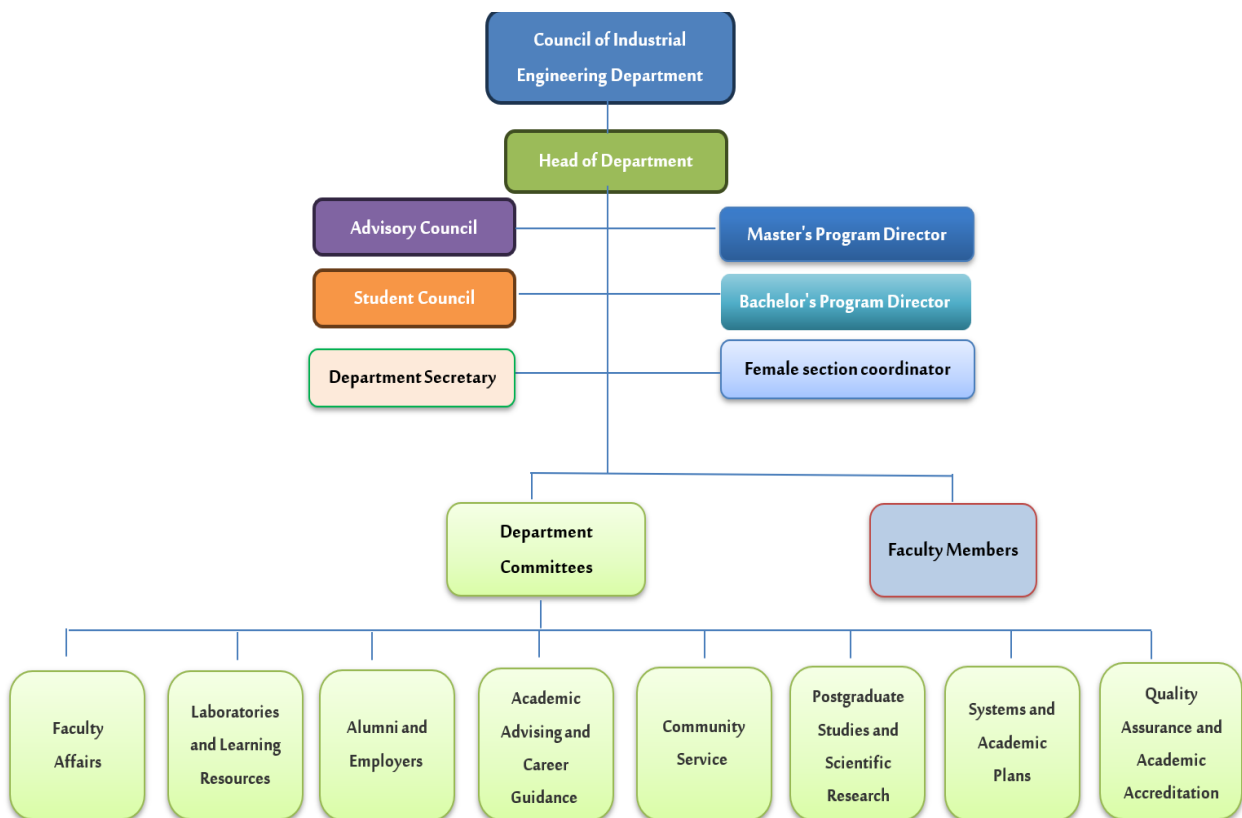 Council of Industrial
Engineering Department
Head of Department
Advisory Council
Master's Program Director
Student Council
Bachelor's Program Director
Department Secretary
Female section coordinator
Department
Committees
Faculty Members
Faculty
Affairs
Laboratories
and Learning
Resources
Alumni and
Employers
Academic
Advising and
Career
Guidance
Community
Service
Postgraduate
Studies and
Scientific
Research
Systems and
Academic
Plans
Quality
Assurance and
Academic
Accreditation